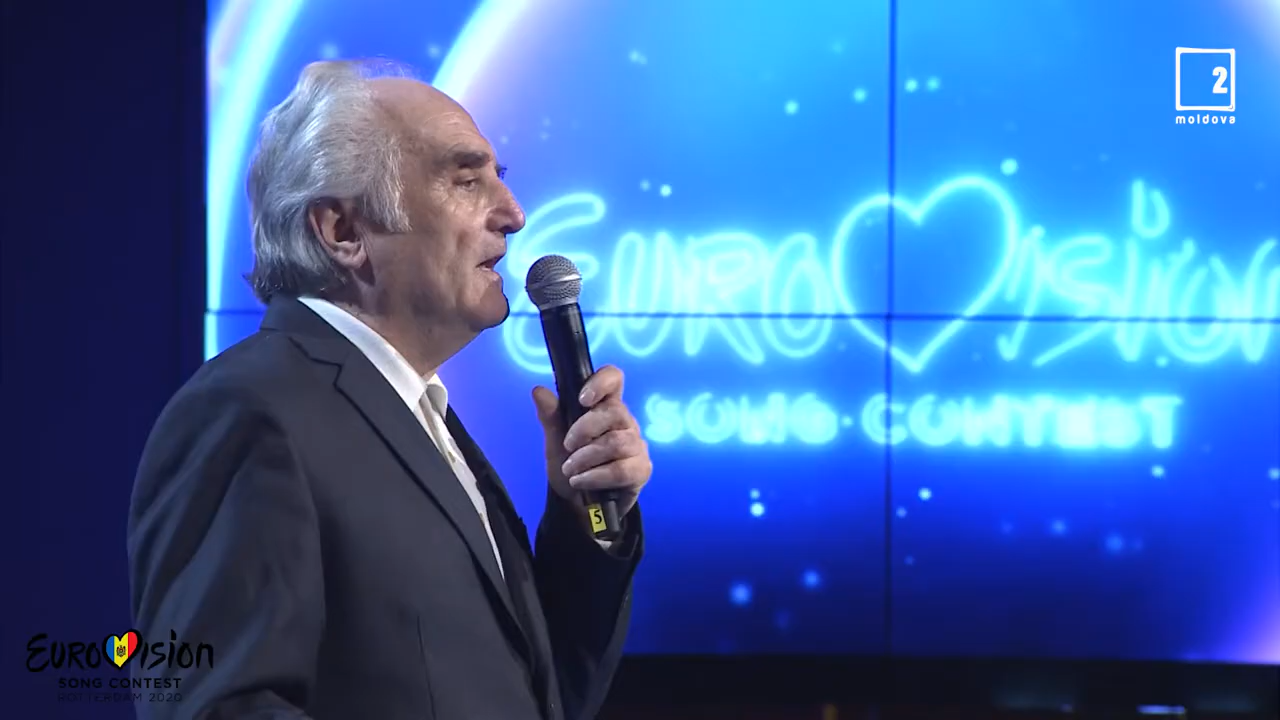 2
moldova
EUROVISION
SONG CONTEST
5
EUROVISION
SONG CONTEST
ROTTERDAM 2020